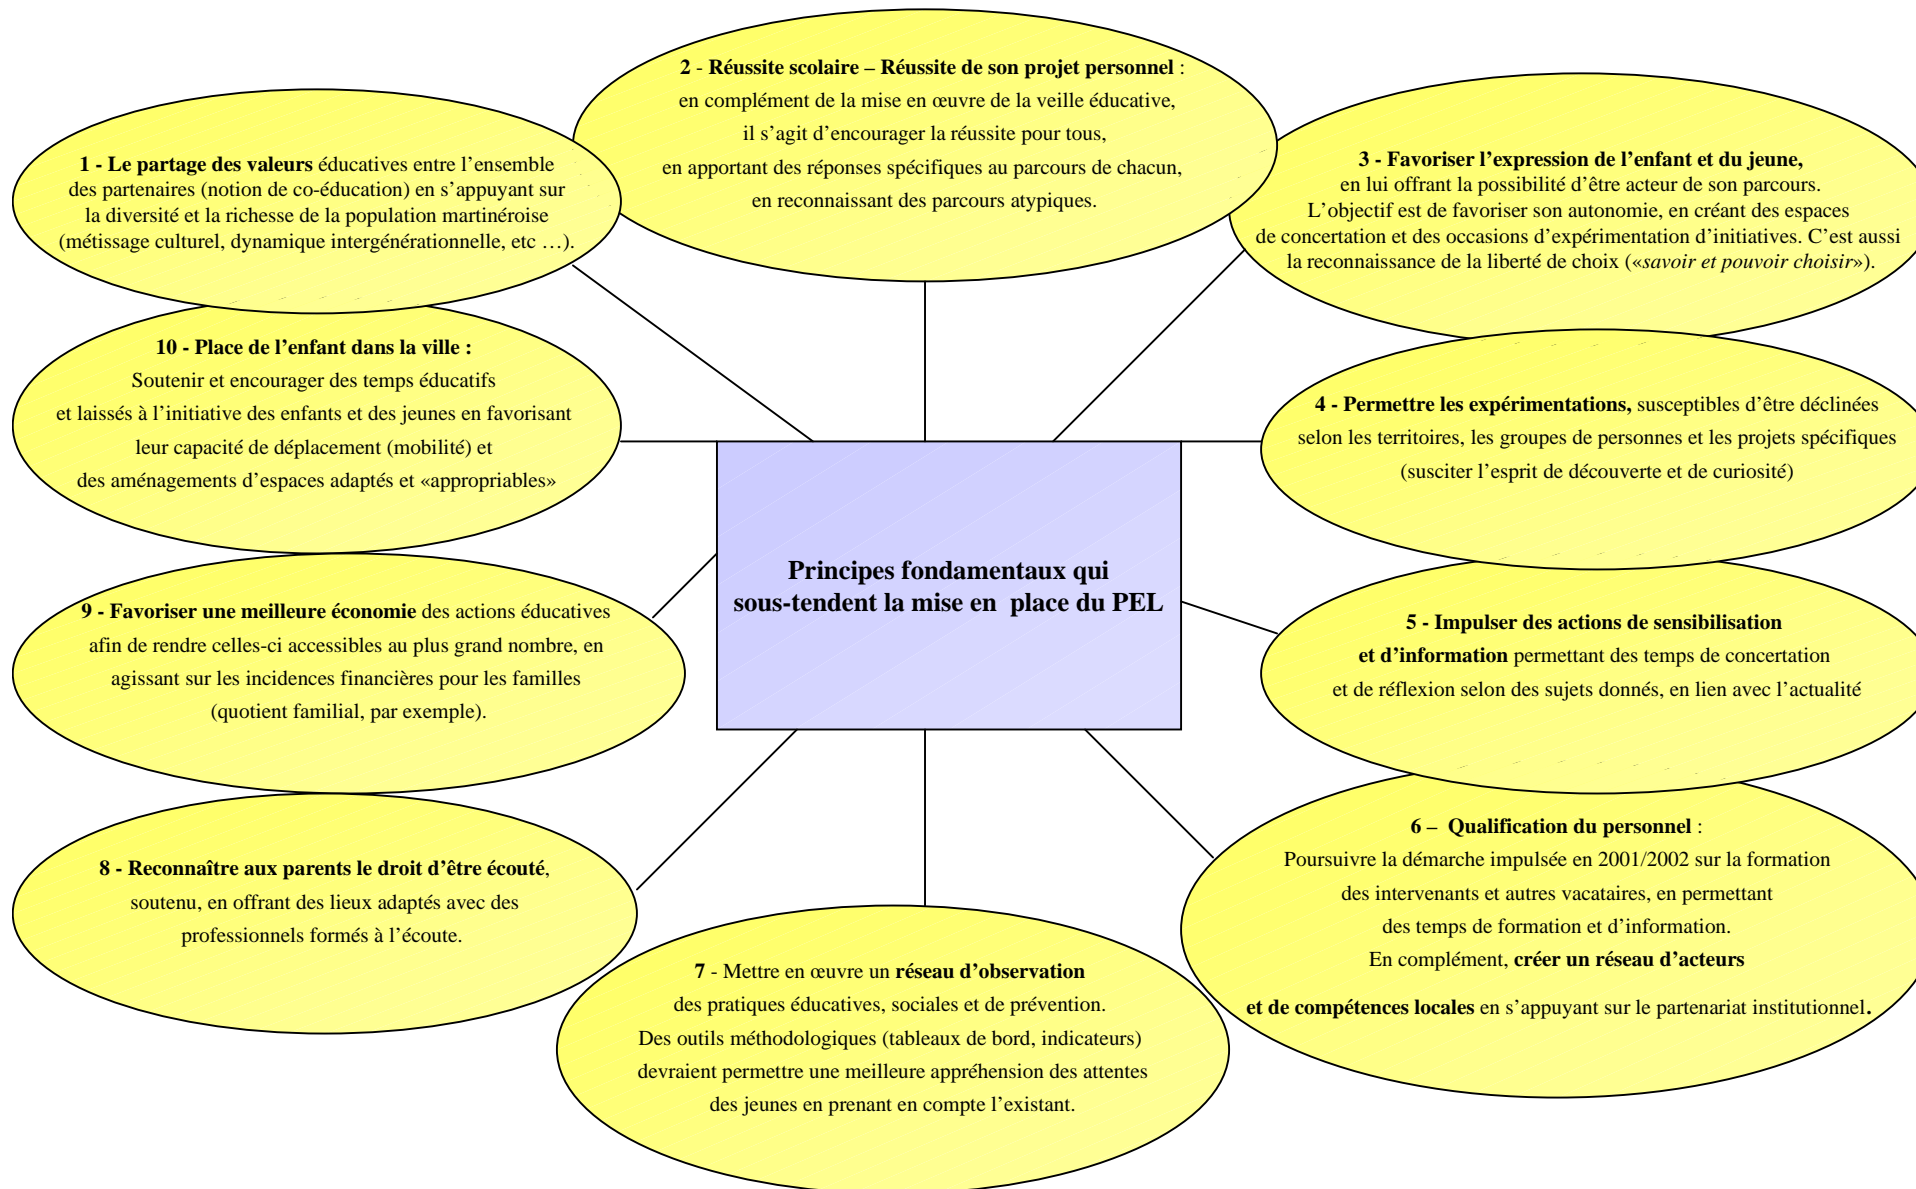 1 - Le partage des valeurs éducatives entre l’ensemble
des partenaires (notion de co-éducation) en s’appuyant sur
la diversité et la richesse de la population martinéroise
(métissage culturel, dynamique intergénérationnelle, etc …).
2 - Réussite scolaire – Réussite de son projet personnel :
en complément de la mise en œuvre de la veille éducative,
il s’agit d’encourager la réussite pour tous,
en apportant des réponses spécifiques au parcours de chacun,
en reconnaissant des parcours atypiques.
3 - Favoriser l’expression de l’enfant et du jeune,
en lui offrant la possibilité d’être acteur de son parcours.
L’objectif est de favoriser son autonomie, en créant des espaces
de concertation et des occasions d’expérimentation d’initiatives. C’est aussi
la reconnaissance de la liberté de choix («savoir et pouvoir choisir»).
4 - Permettre les expérimentations, susceptibles d’être déclinées
selon les territoires, les groupes de personnes et les projets spécifiques
(susciter l’esprit de découverte et de curiosité)
5 - Impulser des actions de sensibilisation
et d’information permettant des temps de concertation
et de réflexion selon des sujets donnés, en lien avec l’actualité
6 – Qualification du personnel :
Poursuivre la démarche impulsée en 2001/2002 sur la formation
des intervenants et autres vacataires, en permettant
des temps de formation et d’information.
En complément, créer un réseau d’acteurs
et de compétences locales en s’appuyant sur le partenariat institutionnel.
7 - Mettre en œuvre un réseau d’observation
des pratiques éducatives, sociales et de prévention.
Des outils méthodologiques (tableaux de bord, indicateurs)
devraient permettre une meilleure appréhension des attentes
des jeunes en prenant en compte l’existant.
8 - Reconnaître aux parents le droit d’être écouté,
soutenu, en offrant des lieux adaptés avec des
professionnels formés à l’écoute.
9 - Favoriser une meilleure économie des actions éducatives
afin de rendre celles-ci accessibles au plus grand nombre, en
agissant sur les incidences financières pour les familles
(quotient familial, par exemple).
10 - Place de l’enfant dans la ville :
Soutenir et encourager des temps éducatifs
et laissés à l’initiative des enfants et des jeunes en favorisant
leur capacité de déplacement (mobilité) et
des aménagements d’espaces adaptés et «appropriables»
Principes fondamentaux qui
sous-tendent la mise en place du PEL